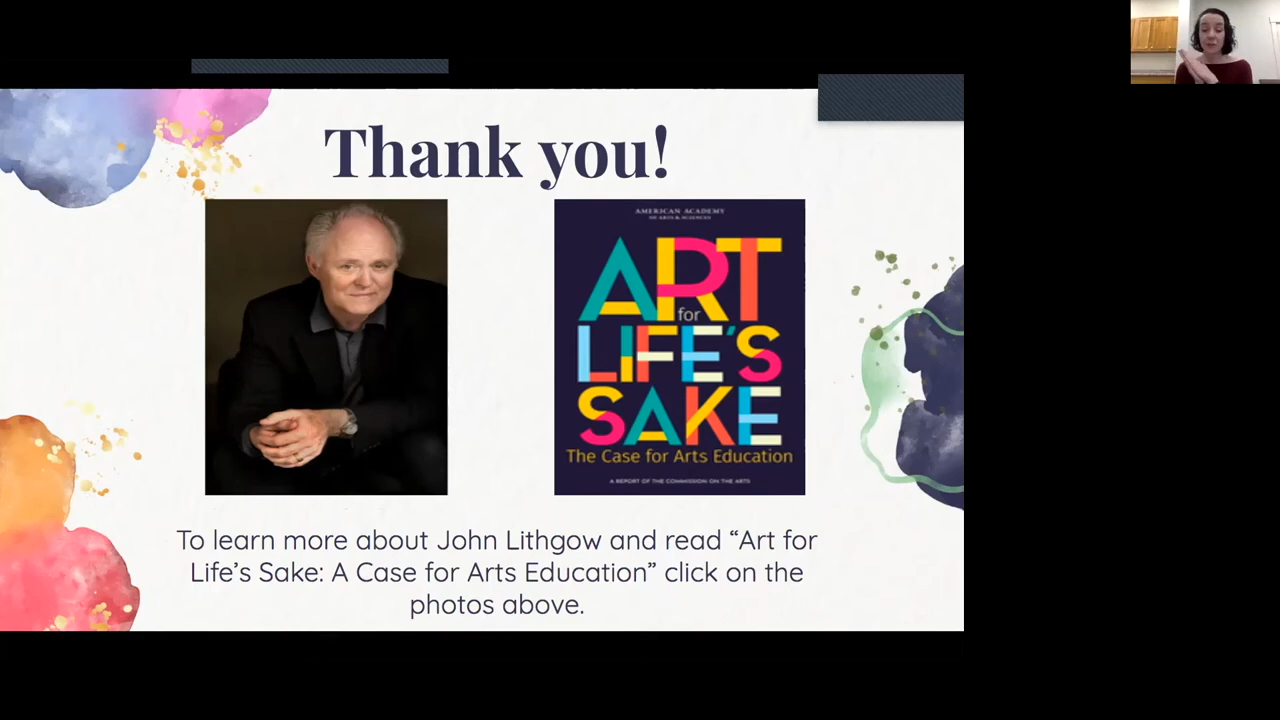 Thank you!
AMERICAN ACADEMY
OF ARTS & SCIENCES
ART
for
LIFE'S
SAKE
The Case for Arts Education
A REPORT OF THE COMMISSION ON THE ARTS
To learn more about John Lithgow and read “Art for
Life’s Sake: A Case for Arts Education” click on the
photos above.